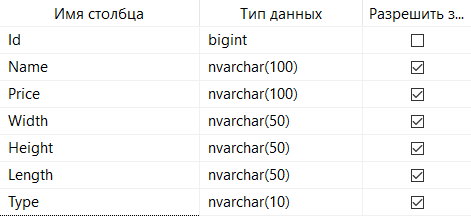 Имя столбца Тип данных Разрешить з...
Id bigint
Name nvarchar(100)
Price nvarchar(100)
Width nvarchar(50)
Height nvarchar(50)
Length nvarchar(50)
Type nvarchar(10)